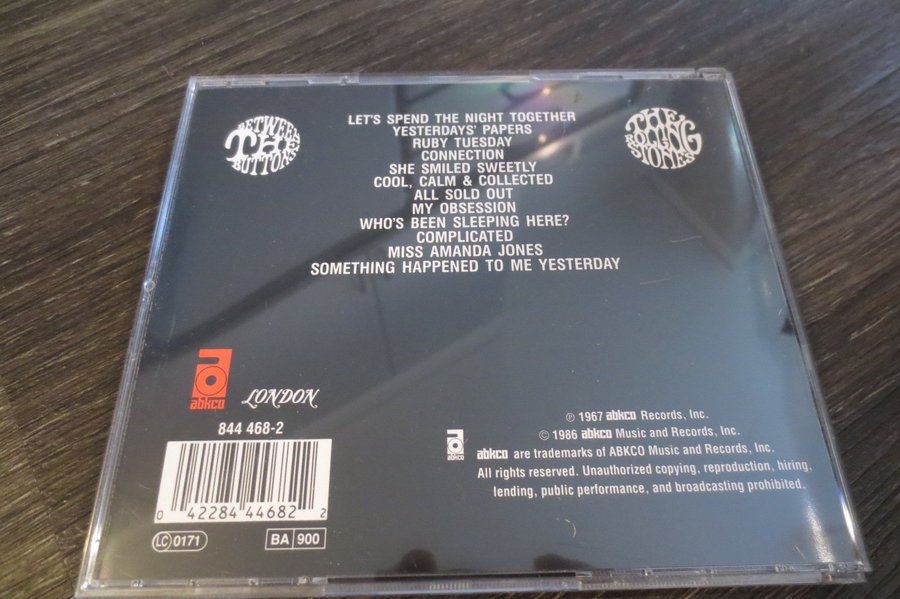 BETWEEN
THE
BUTTONS
THE
ROLLING
STONES
LET'S SPEND THE NIGHT TOGETHER
YESTERDAYS' PAPERS
RUBY TUESDAY
CONNECTION
SHE SMILED SWEETLY
COOL, CALM & COLLECTED
ALL SOLD OUT
MY OBSESSION
WHO'S BEEN SLEEPING HERE?
COMPLICATED
MISS AMANDA JONES
SOMETHING HAPPENED TO ME YESTERDAY
abkco
LONDON
844 468-2
0 42284 44682 2
LC 0171
BA 900
℗ 1967 abkco Records, Inc.
© 1986 abkco Music and Records, Inc.
abkco
abkco are trademarks of ABKCO Music and Records, Inc.
All rights reserved. Unauthorized copying, reproduction, hiring,
lending, public performance, and broadcasting prohibited.